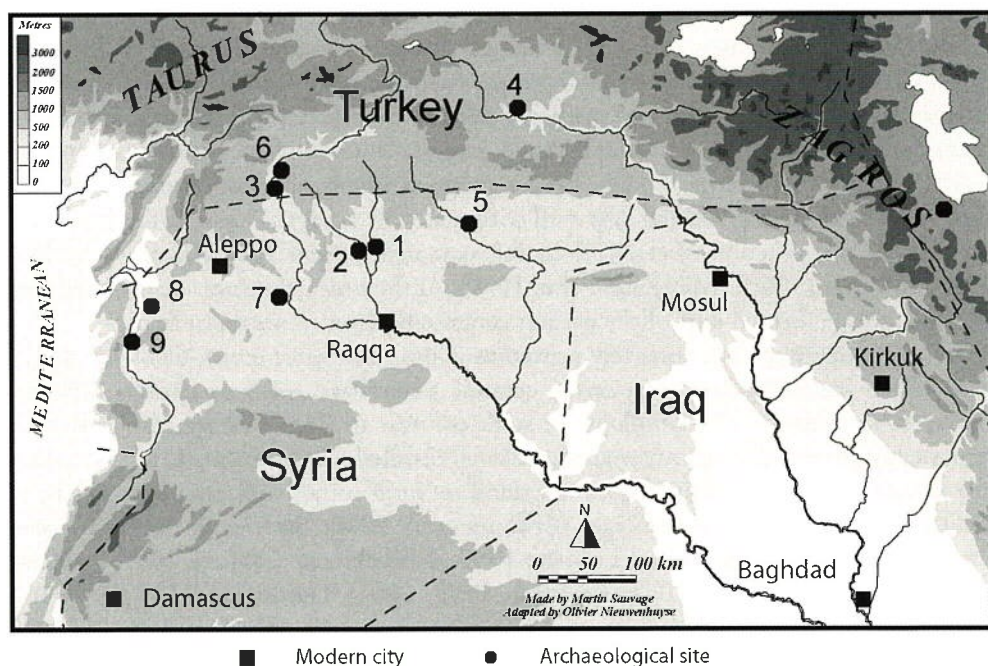 Metres
3000
2000
1500
1000
500
200
100
0
TAURUS
Turkey
4
ZAGROS
6
3
5
Aleppo
1
2
8
7
Mosul
9
Raqqa
Kirkuk
MEDITERRANEAN
Iraq
Syria
N
0 50 100 km
Baghdad
Made by Martin Sauvage
Adapted by Olivier Nieuwenhuyse
Damascus
Modern city
Archaeological site